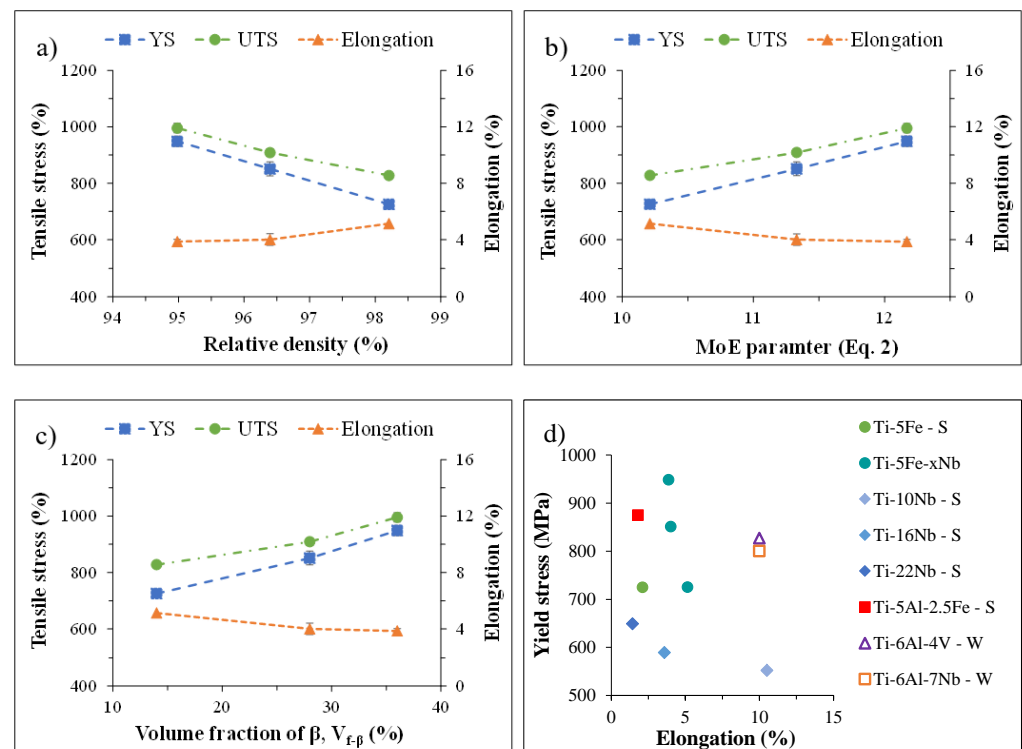 a)
YS UTS Elongation
1200
1000
800
600
400
16
12
8
4
0
Tensile stress (%)
Elongation (%)
94 95 96 97 98 99
Relative density (%)
b)
YS UTS Elongation
1200
1000
800
600
400
16
12
8
4
0
Tensile stress (%)
Elongation (%)
10 11 12
MoE paramter (Eq. 2)
c)
YS UTS Elongation
1200
1000
800
600
400
16
12
8
4
0
Tensile stress (%)
Elongation (%)
10 20 30 40
Volume fraction of β, Vf-β (%)
d)
1000
900
800
700
600
500
Yield stress (MPa)
0 5 10 15
Elongation (%)
Ti-5Fe - S
Ti-5Fe-xNb
Ti-10Nb - S
Ti-16Nb - S
Ti-22Nb - S
Ti-5Al-2.5Fe - S
Ti-6Al-4V - W
Ti-6Al-7Nb - W